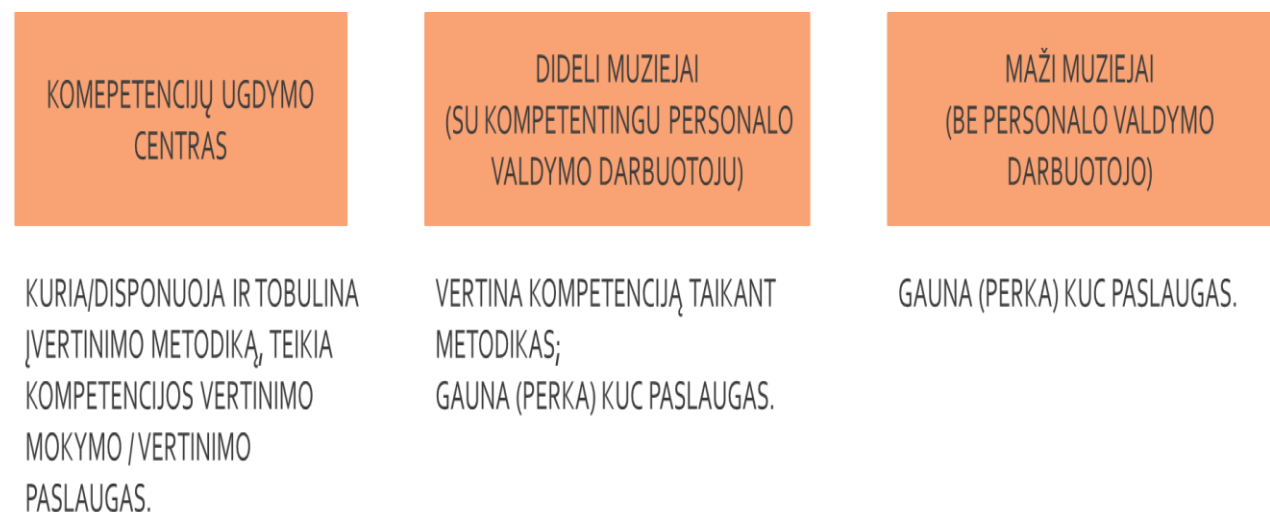 KOMEPETENCIJŲ UGDYMO
CENTRAS
KURIA/DISPONUOJA IR TOBULINA
ĮVERTINIMO METODIKĄ, TEIKIA
KOMPETENCIJOS VERTINIMO
MOKYMO / VERTINIMO
PASLAUGAS.
DIDELI MUZIEJAI
(SU KOMPETENTINGU PERSONALO
VALDYMO DARBUOTOJU)
VERTINA KOMPETENCIJĄ TAIKANT
METODIKAS;
GAUNA (PERKA) KUC PASLAUGAS.
MAŽI MUZIEJAI
(BE PERSONALO VALDYMO
DARBUOTOJO)
GAUNA (PERKA) KUC PASLAUGAS.